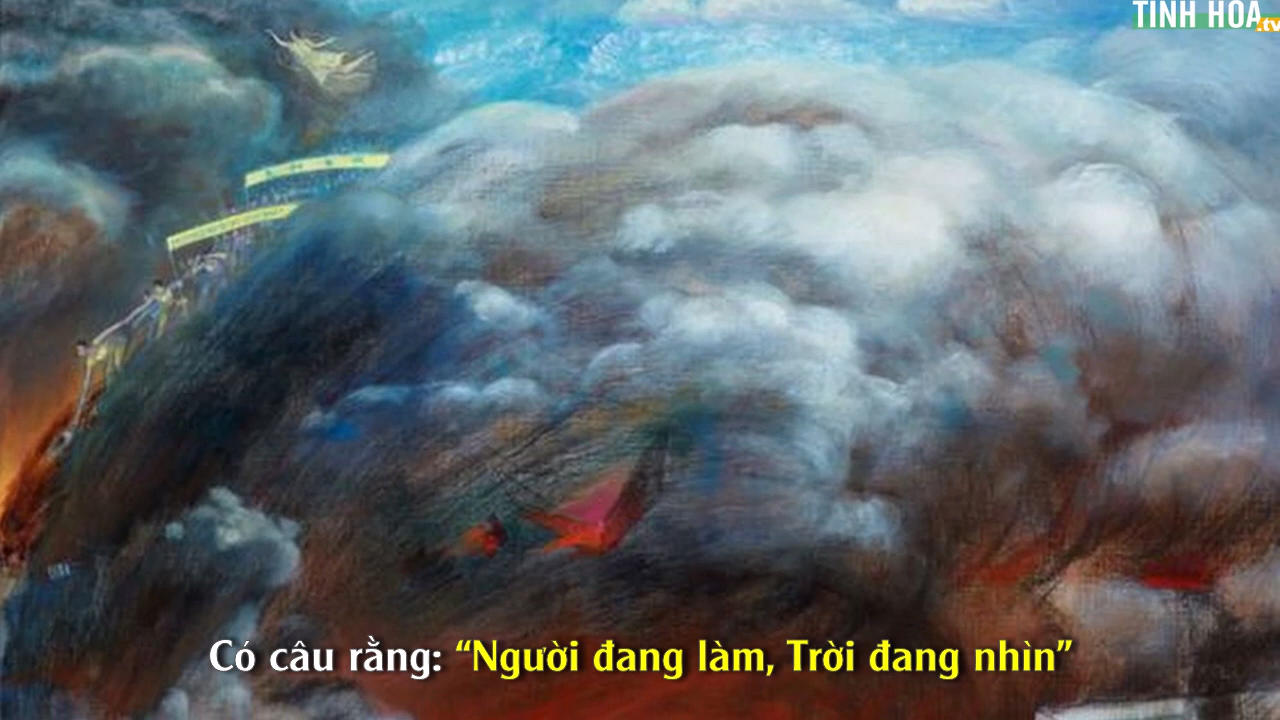 TINH HOA
.tv
Có câu rằng: “Người đang làm, Trời đang nhìn”